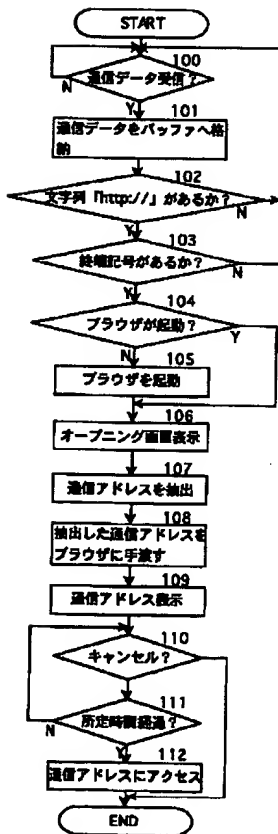 START
100
通信データ受信?
N
Y
101
通信データをバッファへ格
納
102
文字列「http://」があるか?
N
Y
103
終端記号があるか?
N
Y
104
ブラウザが起動?
Y
N
105
ブラウザを起動
106
オープニング画面表示
107
通信アドレスを抽出
108
抽出した通信アドレスを
ブラウザに手渡す
109
通信アドレス表示
110
キャンセル?
111
所定時間経過?
N
Y
112
通信アドレスにアクセス
END